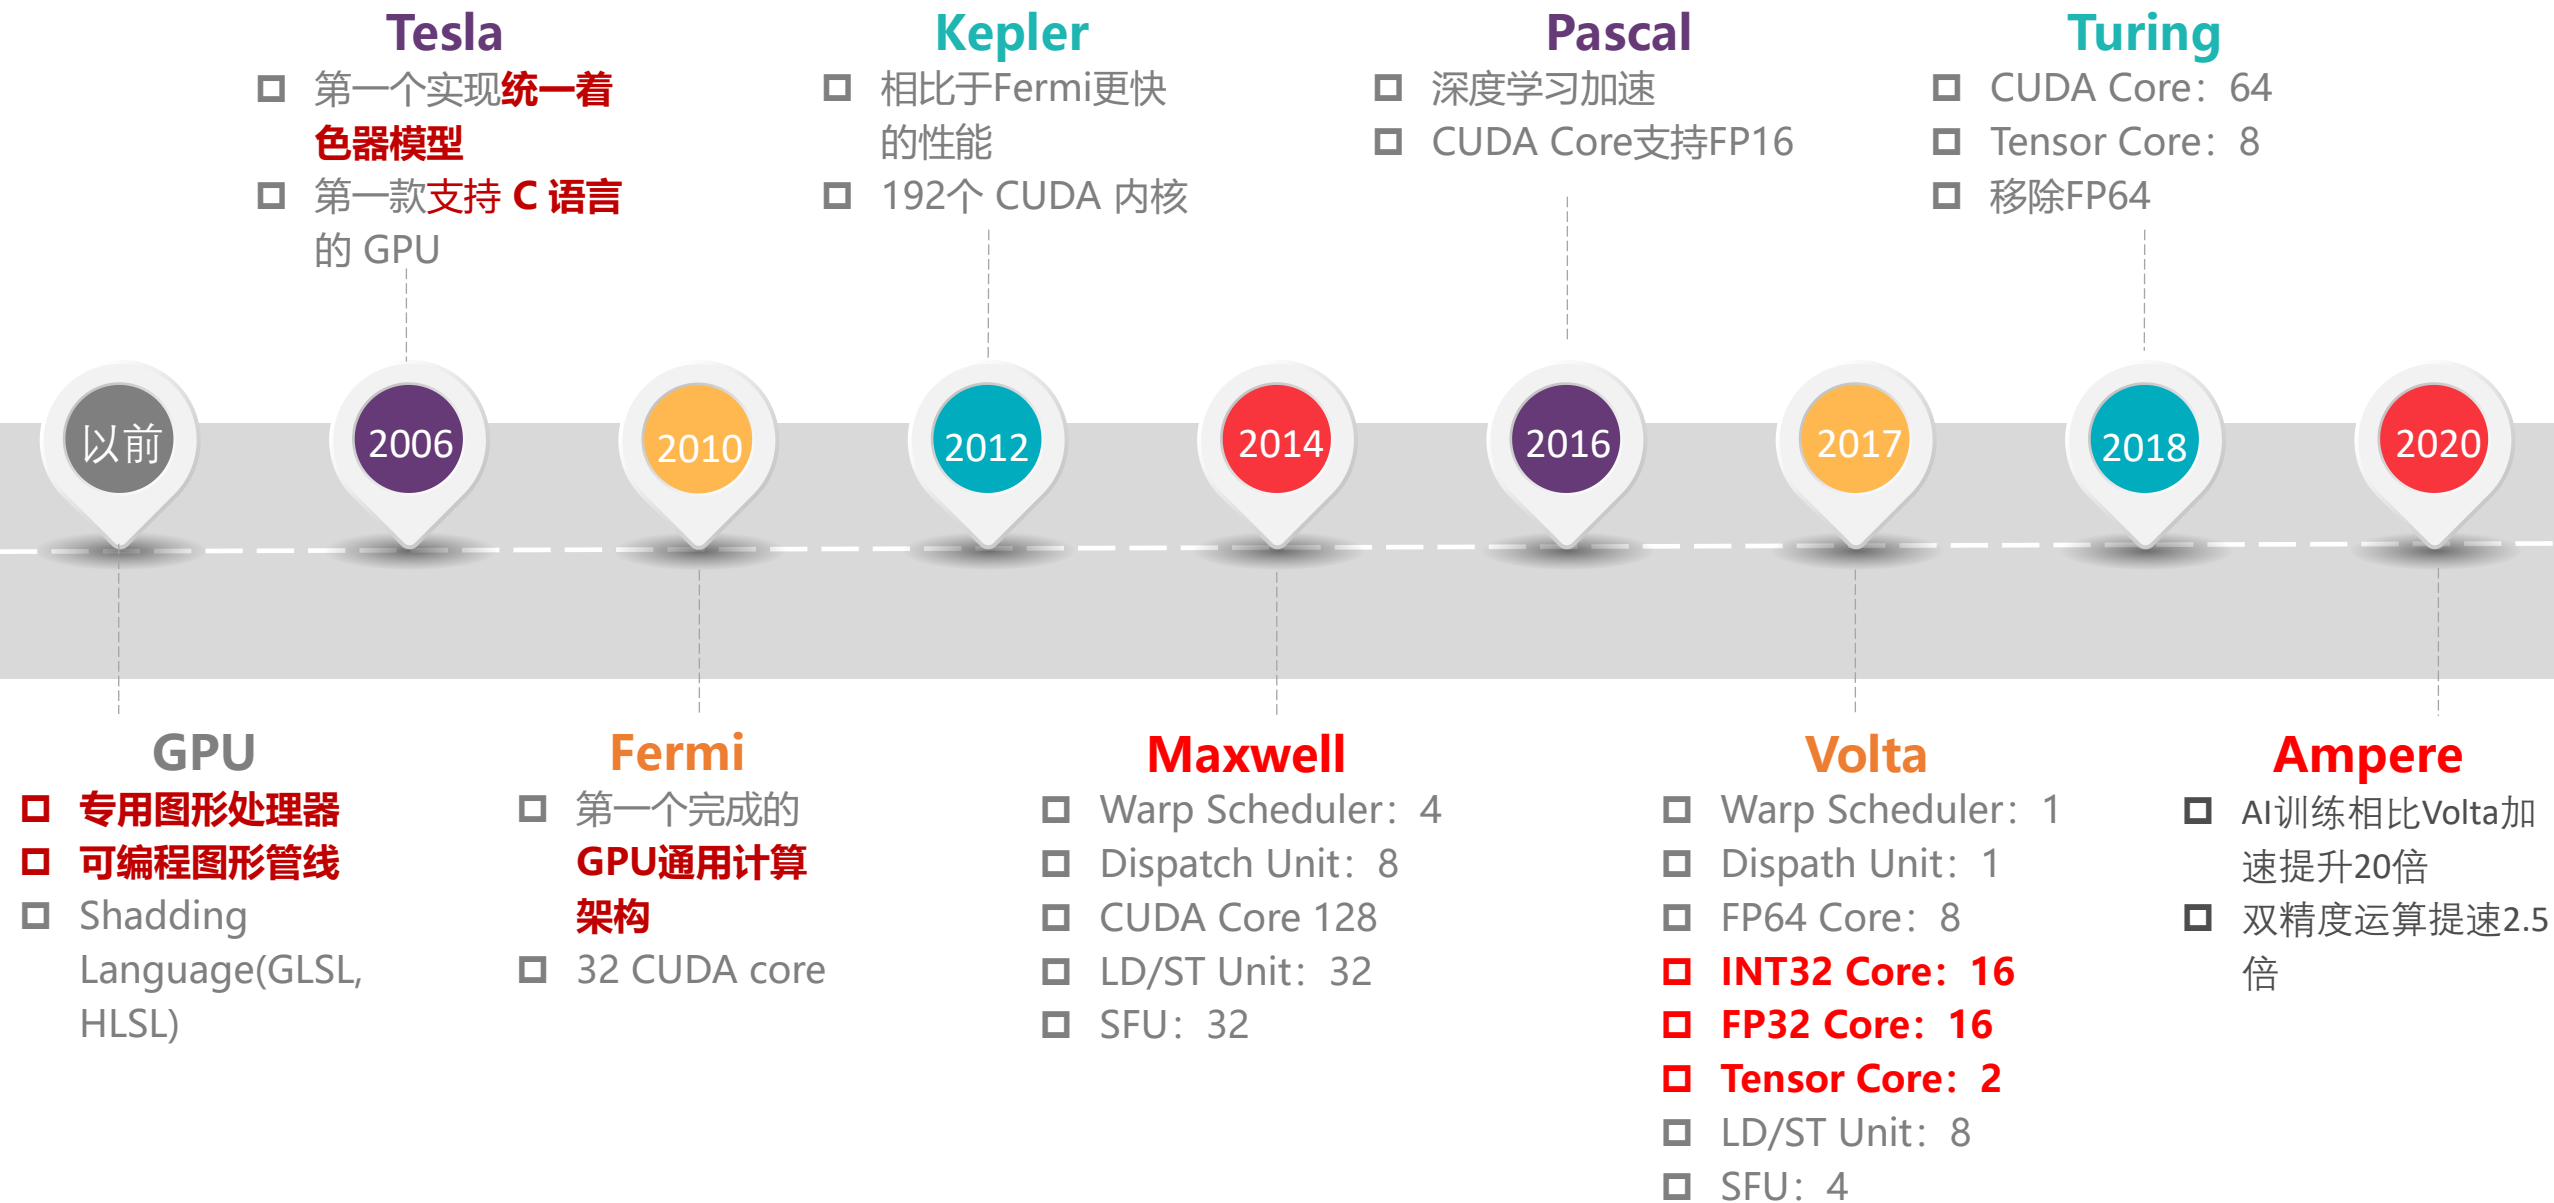 Tesla
第一个实现统一着
色器模型
第一款支持 C 语言
的 GPU
Kepler
相比于Fermi更快
的性能
192个 CUDA 内核
Pascal
深度学习加速
CUDA Core支持FP16
Turing
CUDA Core：64
Tensor Core：8
移除FP64
以前
2006
2010
2012
2014
2016
2017
2018
2020
GPU
专用图形处理器
可编程图形管线
Shadding
Language(GLSL,
HLSL)
Fermi
第一个完成的
GPU通用计算
架构
32 CUDA core
Maxwell
Warp Scheduler：4
Dispatch Unit：8
CUDA Core 128
LD/ST Unit：32
SFU：32
Volta
Warp Scheduler：1
Dispath Unit：1
FP64 Core：8
INT32 Core：16
FP32 Core：16
Tensor Core：2
LD/ST Unit：8
SFU：4
Ampere
AI训练相比Volta加
速提升20倍
双精度运算提速2.5
倍